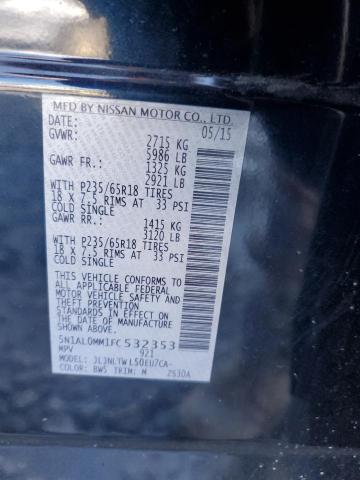 MFD BY NISSAN MOTOR CO., LTD.
DATE: 05/15
GVWR: 2715 KG
5986 LB
GAWR FR.: 1325 KG
2921 LB
WITH P235/65R18 TIRES
18 X 7.5 RIMS AT 33 PSI
COLD SINGLE
GAWR RR.: 1415 KG
3120 LB
WITH P235/65R18 TIRES
18 X 7.5 RIMS AT 33 PSI
COLD SINGLE
THIS VEHICLE CONFORMS TO
ALL APPLICABLE FEDERAL
MOTOR VEHICLE SAFETY AND
THEFT PREVENTION
STANDARDS IN EFFECT ON
THE DATE OF MANUFACTURE
SHOWN ABOVE.
5N1AL0MM1FC532353
MPV 921
MODEL: JLJNLTWL50EU7CA-
COLOR: BW5 TRIM: M 2530A